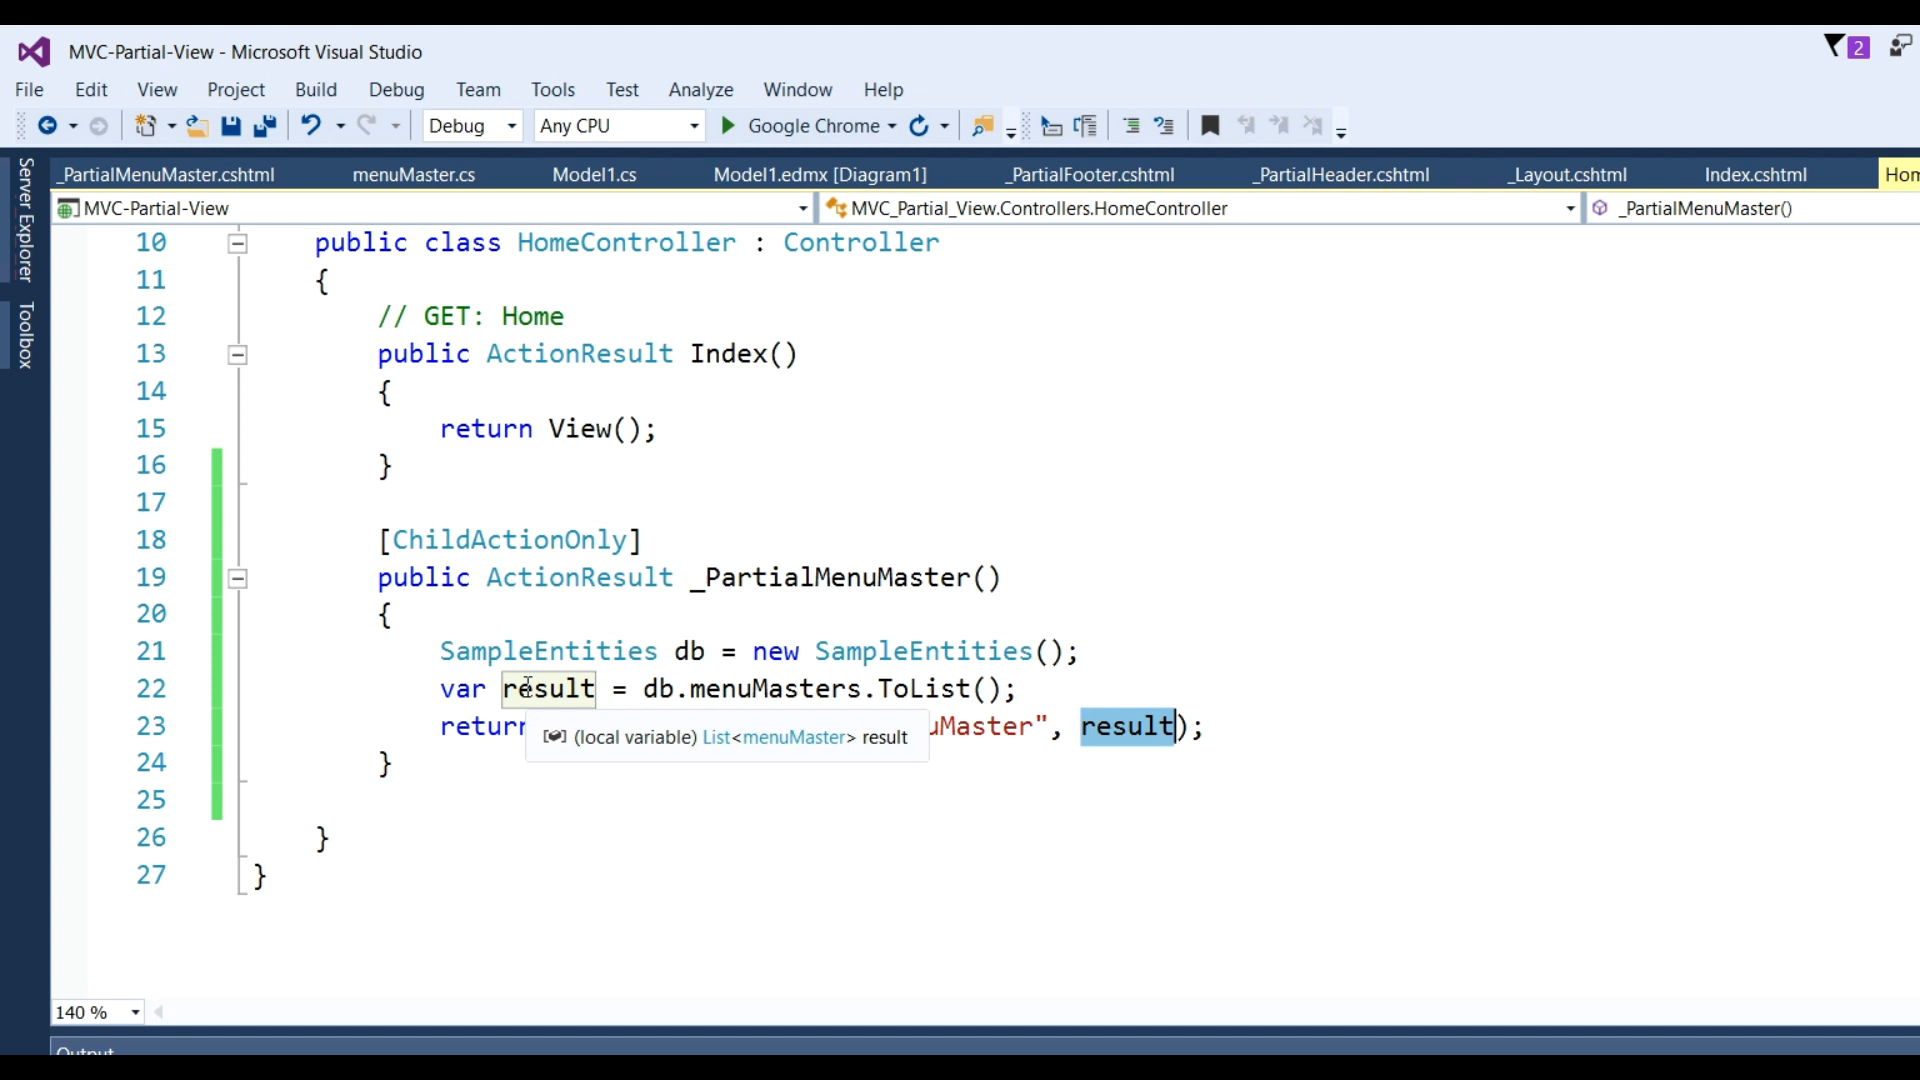 MVC-Partial-View - Microsoft Visual Studio
2
File Edit View Project Build Debug Team Tools Test Analyze Window Help
Debug Any CPU Google Chrome
Server Explorer
Toolbox
_PartialMenuMaster.cshtml menuMaster.cs Model1.cs Model1.edmx [Diagram1] _PartialFooter.cshtml _PartialHeader.cshtml _Layout.cshtml Index.cshtml Hom
MVC-Partial-View MVC_Partial_View.Controllers.HomeController _PartialMenuMaster()
10 public class HomeController : Controller
11 {
12 // GET: Home
13 public ActionResult Index()
14 {
15 return View();
16 }
17
18 [ChildActionOnly]
19 public ActionResult _PartialMenuMaster()
20 {
21 SampleEntities db = new SampleEntities();
22 var result = db.menuMasters.ToList();
23 return uMaster", result);
(local variable) List<menuMaster> result
24 }
25
26 }
27 }
140 %
Output